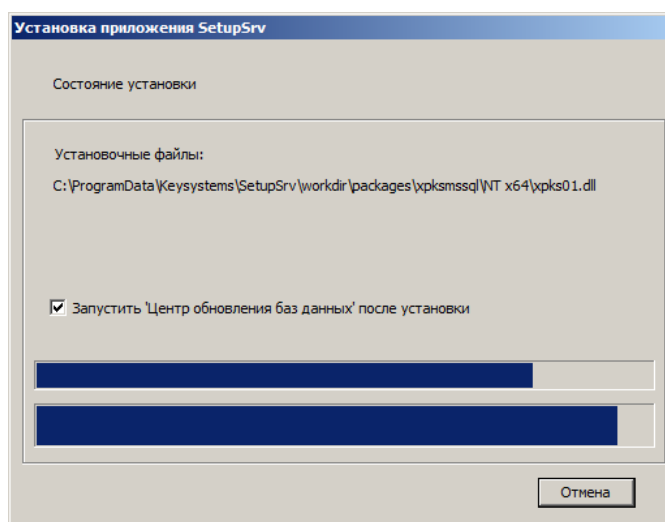 Установка приложения SetupSrv
Состояние установки
Установочные файлы:
C:\ProgramData\Keysystems\SetupSrv\workdir\packages\xpksmssql\NT x64\xpks01.dll
Запустить 'Центр обновления баз данных' после установки
Отмена